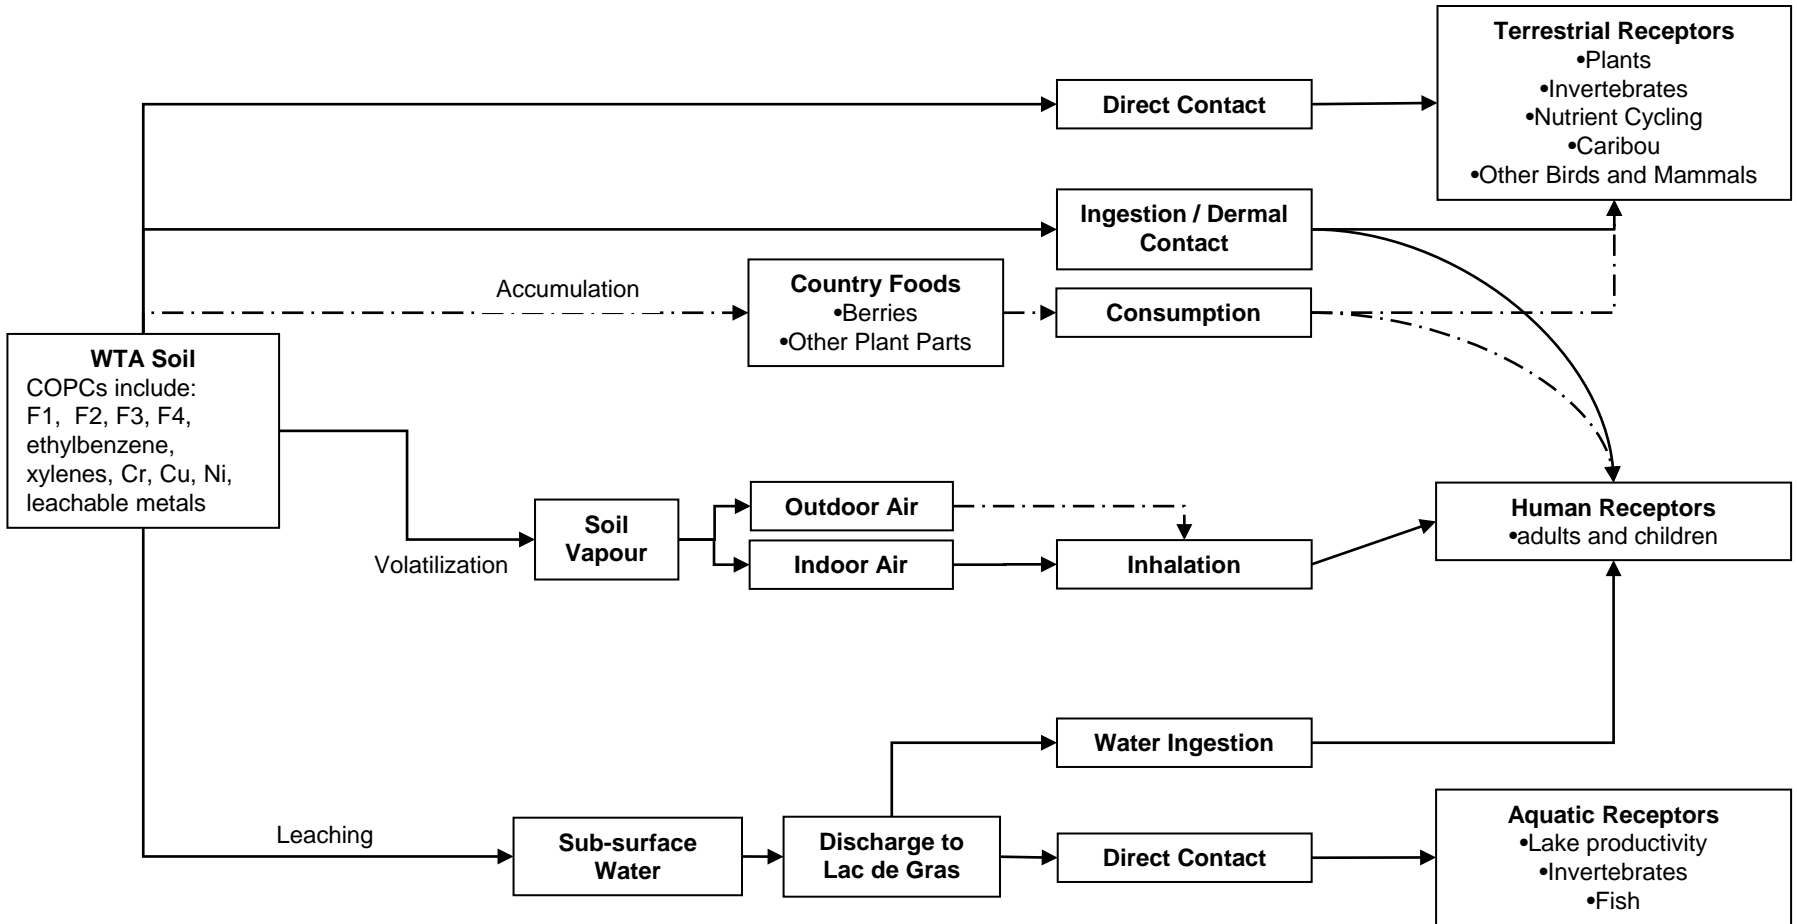 Terrestrial Receptors
•Plants
•Invertebrates
•Nutrient Cycling
•Caribou
•Other Birds and Mammals
Direct Contact
Ingestion / Dermal
Contact
Accumulation
Country Foods
•Berries
•Other Plant Parts
Consumption
WTA Soil
COPCs include:
F1, F2, F3, F4,
ethylbenzene,
xylenes, Cr, Cu, Ni,
leachable metals
Volatilization
Soil
Vapour
Outdoor Air
Indoor Air
Inhalation
Human Receptors
•adults and children
Water Ingestion
Leaching
Sub-surface
Water
Discharge to
Lac de Gras
Direct Contact
Aquatic Receptors
•Lake productivity
•Invertebrates
•Fish